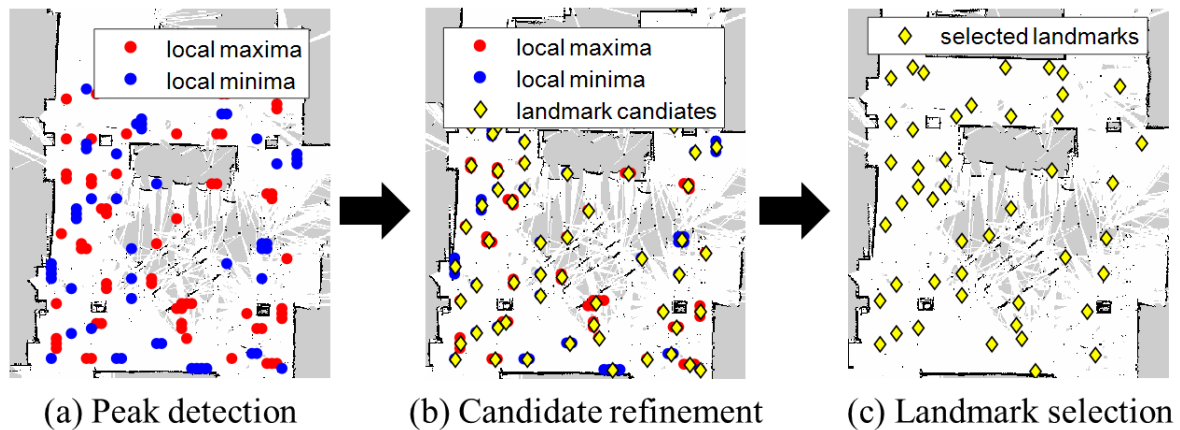 local maxima
local minima
local maxima
local minima
landmark candiates
selected landmarks
(a) Peak detection
(b) Candidate refinement
(c) Landmark selection